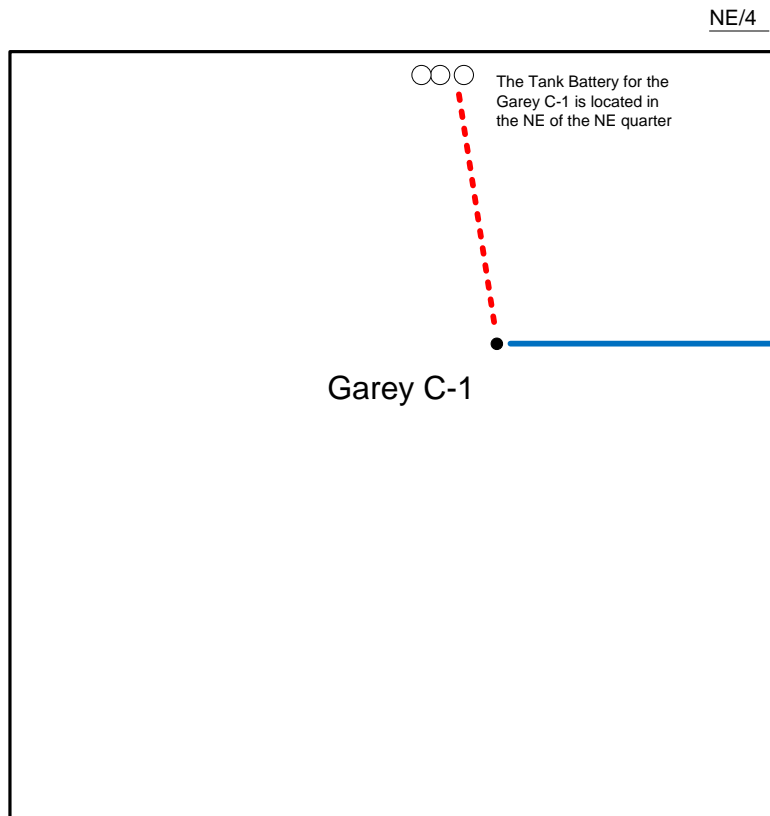 NE/4
The Tank Battery for the
Garey C-1 is located in
the NE of the NE quarter
Garey C-1